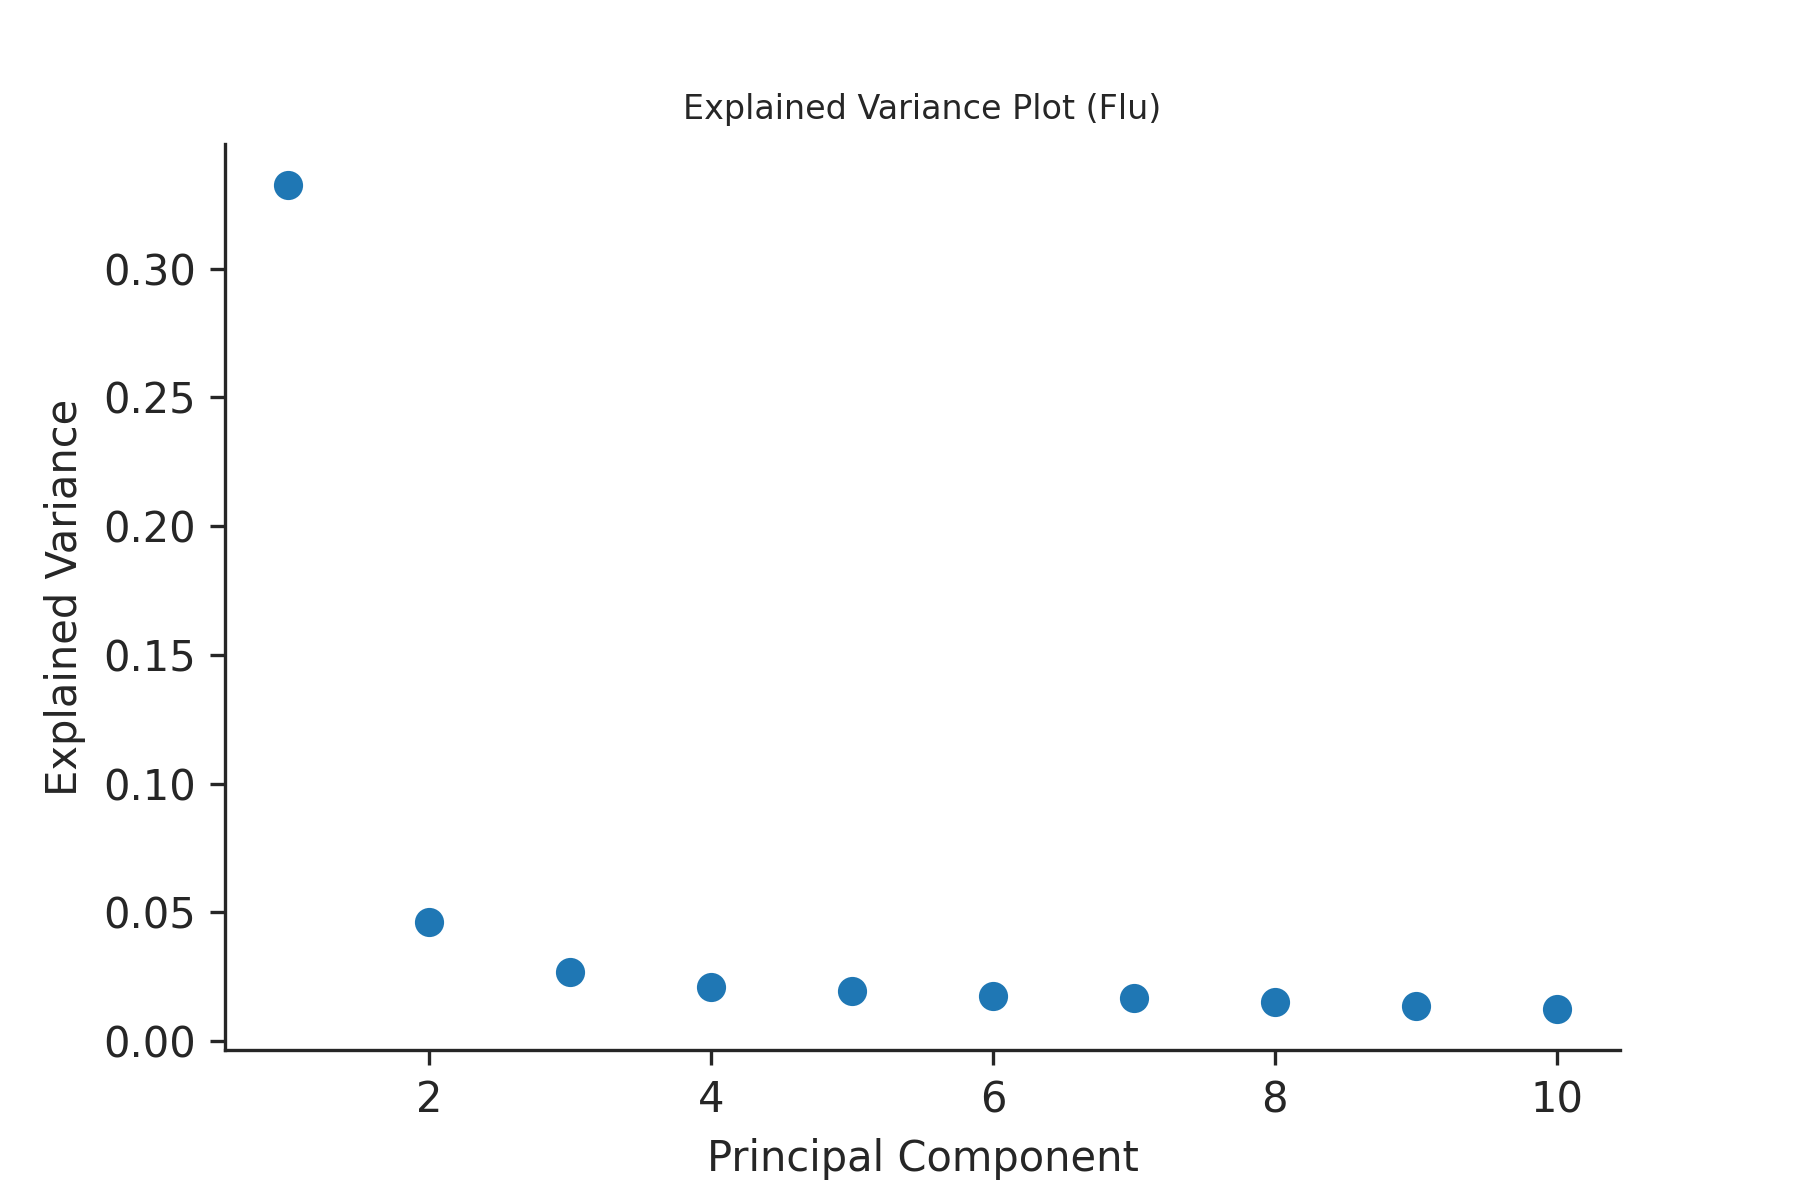 Explained Variance Plot (Flu)
0.30
0.25
0.20
0.15
0.10
0.05
0.00
Explained Variance
2 4 6 8 10
Principal Component